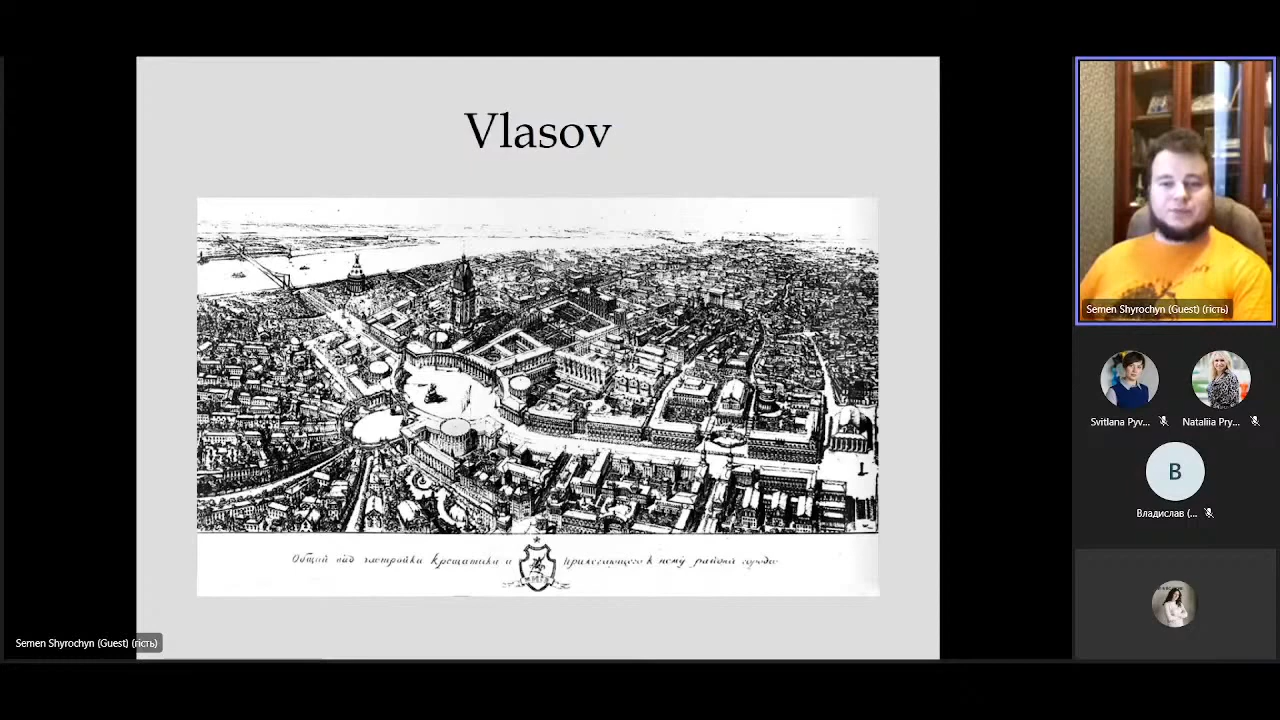 Vlasov
Общий вид застройки Крещатика и прилегающего к нему района города
Semen Shyrochyn (Guest) (гість)
Semen Shyrochyn (Guest) (гість)
Svitlana Pyv...
Nataliia Pry...
B
Владислав (...